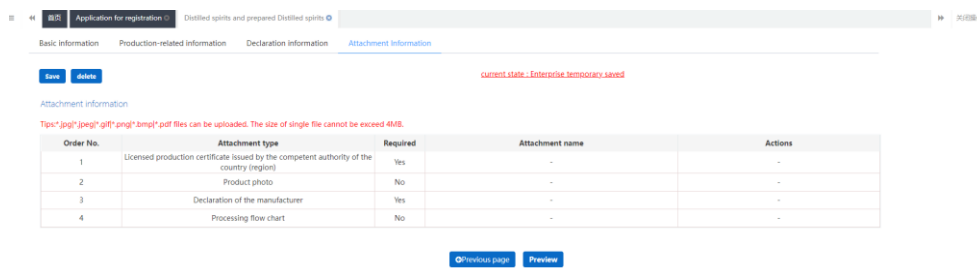 首页 Application for registration Distilled spirits and prepared Distilled spirits
Basic information Production-related information Declaration information Attachment Information
Save delete current state : Enterprise temporary saved
Attachment information
Tips:*.jpg|*.jpeg|*.gif|*.png|*.bmp|*.pdf files can be uploaded. The size of single file cannot be exceed 4MB.
Order No. Attachment type Required Attachment name Actions
1 Licensed production certificate issued by the competent authority of the country (region) Yes - -
2 Product photo No - -
3 Declaration of the manufacturer Yes - -
4 Processing flow chart No - -
Previous page Preview